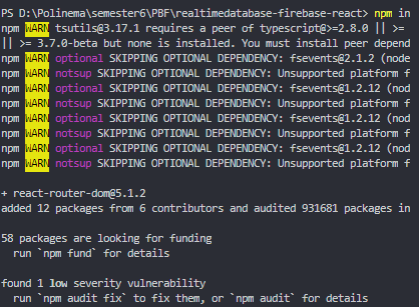 PS D:\Polinema\semester6\PBF\realtimedatabase-firebase-react> npm in
npm WARN tsutils@3.17.1 requires a peer of typescript@>=2.8.0 || >=
|| >= 3.7.0-beta but none is installed. You must install peer depend
npm WARN optional SKIPPING OPTIONAL DEPENDENCY: fsevents@2.1.2 (node
npm WARN notsup SKIPPING OPTIONAL DEPENDENCY: Unsupported platform f
npm WARN optional SKIPPING OPTIONAL DEPENDENCY: fsevents@1.2.12 (nod
npm WARN notsup SKIPPING OPTIONAL DEPENDENCY: Unsupported platform f
npm WARN optional SKIPPING OPTIONAL DEPENDENCY: fsevents@1.2.12 (nod
npm WARN notsup SKIPPING OPTIONAL DEPENDENCY: Unsupported platform f
npm WARN optional SKIPPING OPTIONAL DEPENDENCY: fsevents@1.2.12 (nod
npm WARN notsup SKIPPING OPTIONAL DEPENDENCY: Unsupported platform f
+ react-router-dom@5.1.2
added 12 packages from 6 contributors and audited 931681 packages in
58 packages are looking for funding
run `npm fund` for details
found 1 low severity vulnerability
run `npm audit fix` to fix them, or `npm audit` for details